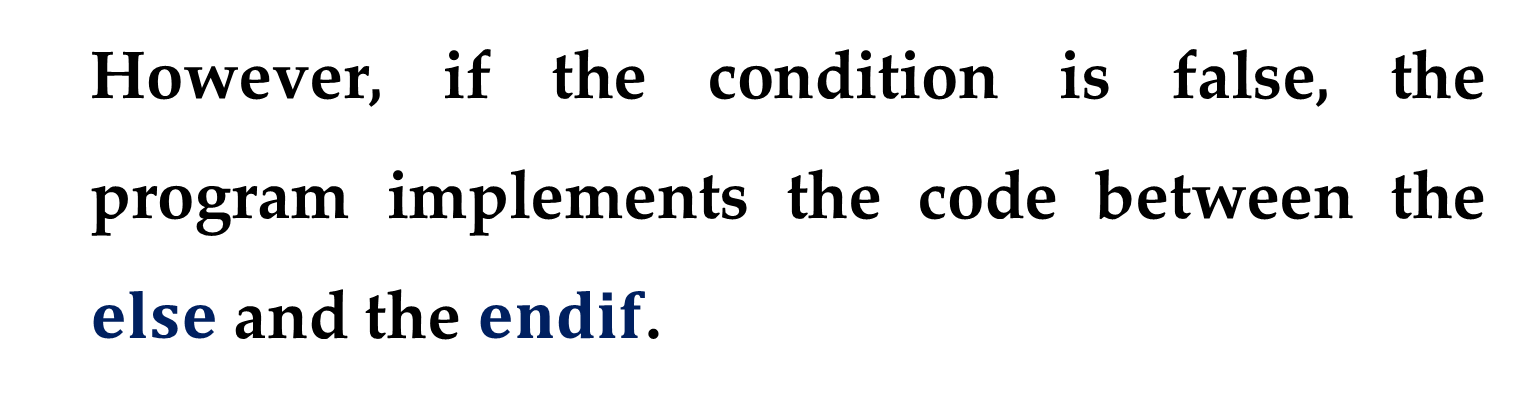 However, if the condition is false, the
program implements the code between the
else and the endif.